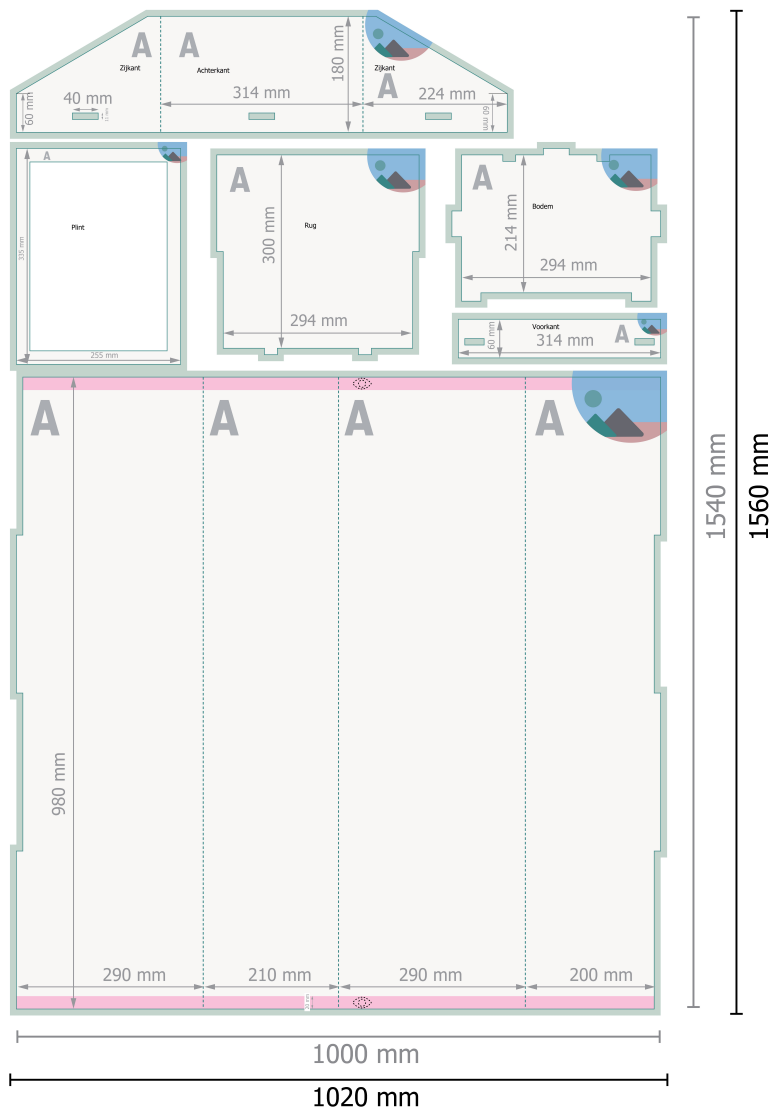 A
A
Zijkant
Achterkant
Zijkant
A
180 mm
40 mm
314 mm
224 mm
60 mm
60 mm
A
Plint
335 mm
255 mm
A
Rug
300 mm
294 mm
A
Bodem
214 mm
294 mm
Voorkant
A
60 mm
314 mm
A
A
A
A
980 mm
290 mm
210 mm
290 mm
200 mm
1540 mm
1560 mm
1000 mm
1020 mm